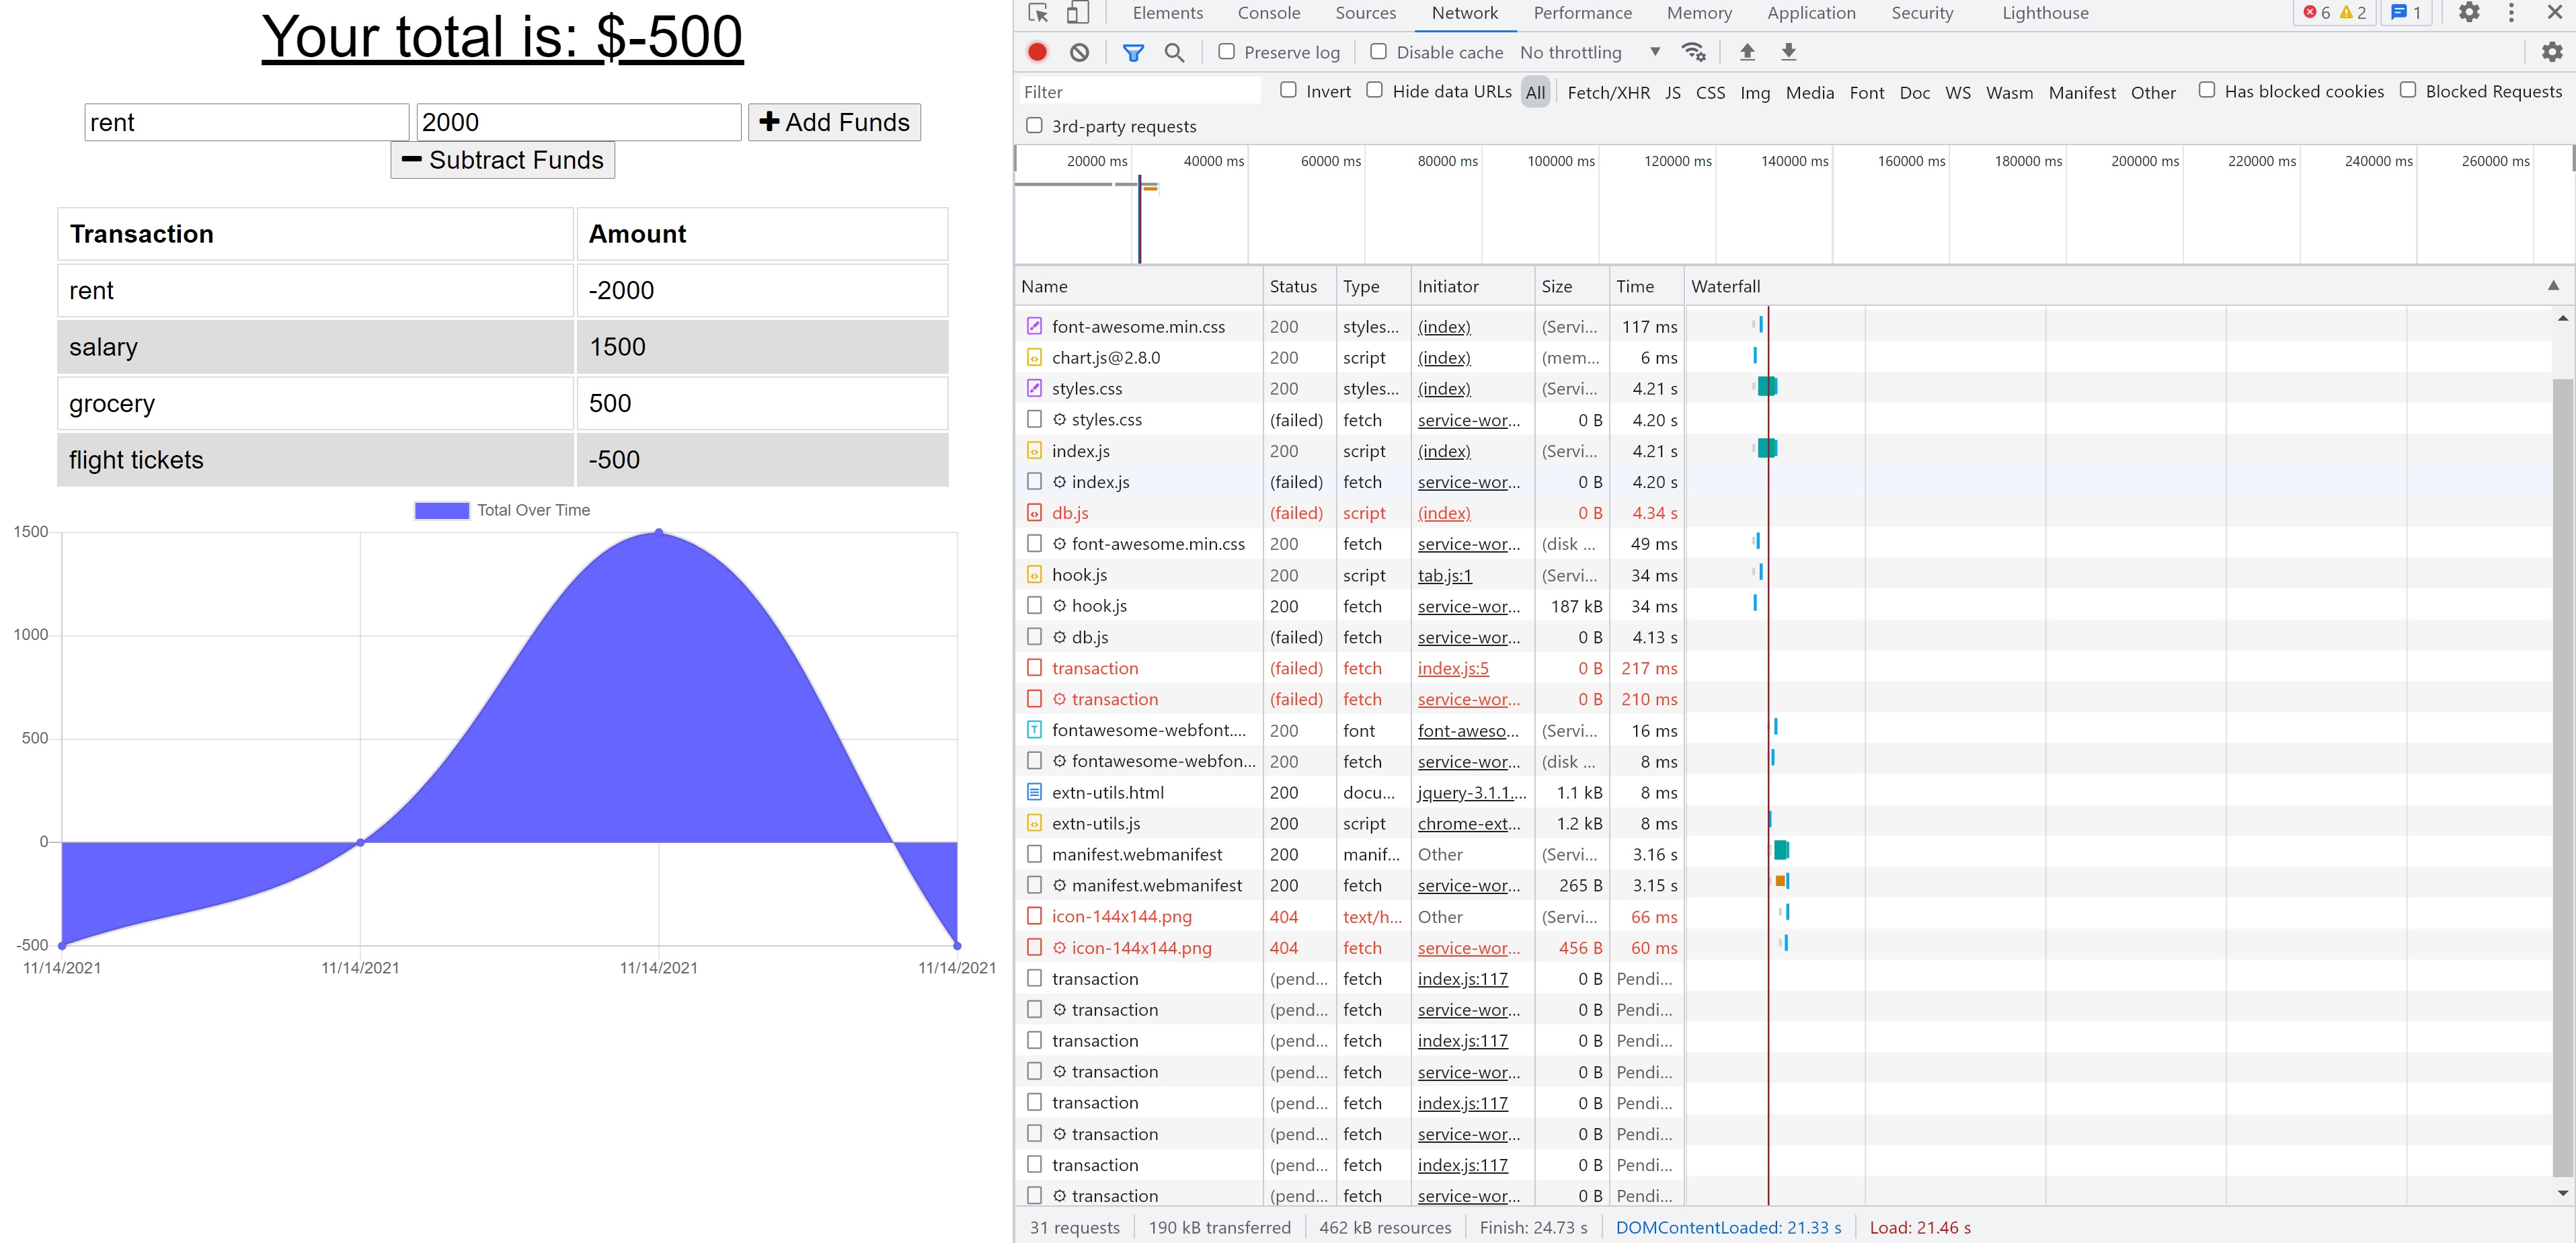 Your total is: $-500
rent 2000 Add Funds
Subtract Funds
Transaction Amount
rent -2000
salary 1500
grocery 500
flight tickets -500
Total Over Time
1500
1000
500
0
-500
11/14/2021 11/14/2021 11/14/2021 11/14/2021
Elements Console Sources Network Performance Memory Application Security Lighthouse 6 2 1
Preserve log Disable cache No throttling
Filter Invert Hide data URLs All Fetch/XHR JS CSS Img Media Font Doc WS Wasm Manifest Other Has blocked cookies Blocked Requests
3rd-party requests
20000 ms 40000 ms 60000 ms 80000 ms 100000 ms 120000 ms 140000 ms 160000 ms 180000 ms 200000 ms 220000 ms 240000 ms 260000 ms
Name Status Type Initiator Size Time Waterfall
font-awesome.min.css 200 styles... (index) (Servi... 117 ms
chart.js@2.8.0 200 script (index) (mem... 6 ms
styles.css 200 styles... (index) (Servi... 4.21 s
styles.css (failed) fetch service-wor... 0 B 4.20 s
index.js 200 script (index) (Servi... 4.21 s
index.js (failed) fetch service-wor... 0 B 4.20 s
db.js (failed) script (index) 0 B 4.34 s
font-awesome.min.css 200 fetch service-wor... (disk ... 49 ms
hook.js 200 script tab.js:1 (Servi... 34 ms
hook.js 200 fetch service-wor... 187 kB 34 ms
db.js (failed) fetch service-wor... 0 B 4.13 s
transaction (failed) fetch index.js:5 0 B 217 ms
transaction (failed) fetch service-wor... 0 B 210 ms
fontawesome-webfont.... 200 font font-aweso... (Servi... 16 ms
fontawesome-webfon... 200 fetch service-wor... (disk ... 8 ms
extn-utils.html 200 docu... jquery-3.1.1.... 1.1 kB 8 ms
extn-utils.js 200 script chrome-ext... 1.2 kB 8 ms
manifest.webmanifest 200 manif... Other (Servi... 3.16 s
manifest.webmanifest 200 fetch service-wor... 265 B 3.15 s
icon-144x144.png 404 text/h... Other (Servi... 66 ms
icon-144x144.png 404 fetch service-wor... 456 B 60 ms
transaction (pend... fetch index.js:117 0 B Pendi...
transaction (pend... fetch service-wor... 0 B Pendi...
transaction (pend... fetch index.js:117 0 B Pendi...
transaction (pend... fetch service-wor... 0 B Pendi...
transaction (pend... fetch index.js:117 0 B Pendi...
transaction (pend... fetch service-wor... 0 B Pendi...
transaction (pend... fetch index.js:117 0 B Pendi...
transaction (pend... fetch service-wor... 0 B Pendi...
31 requests 190 kB transferred 462 kB resources Finish: 24.73 s DOMContentLoaded: 21.33 s Load: 21.46 s